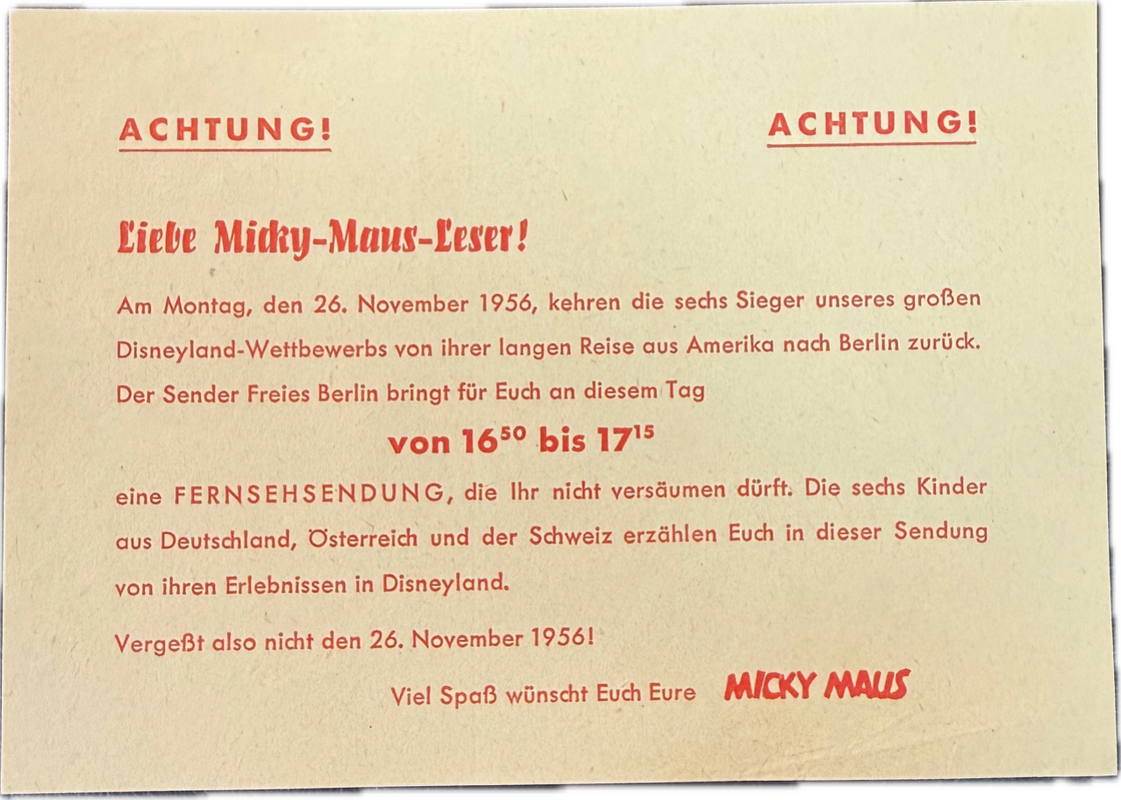 ACHTUNG! ACHTUNG!
Liebe Micky-Maus-Leser!
Am Montag, den 26. November 1956, kehren die sechs Sieger unseres großen
Disneyland-Wettbewerbs von ihrer langen Reise aus Amerika nach Berlin zurück.
Der Sender Freies Berlin bringt für Euch an diesem Tag
von 16⁵⁰ bis 17¹⁵
eine FERNSEHSENDUNG, die Ihr nicht versäumen dürft. Die sechs Kinder
aus Deutschland, Österreich und der Schweiz erzählen Euch in dieser Sendung
von ihren Erlebnissen in Disneyland.
Vergeßt also nicht den 26. November 1956!
Viel Spaß wünscht Euch Eure MICKY MAUS